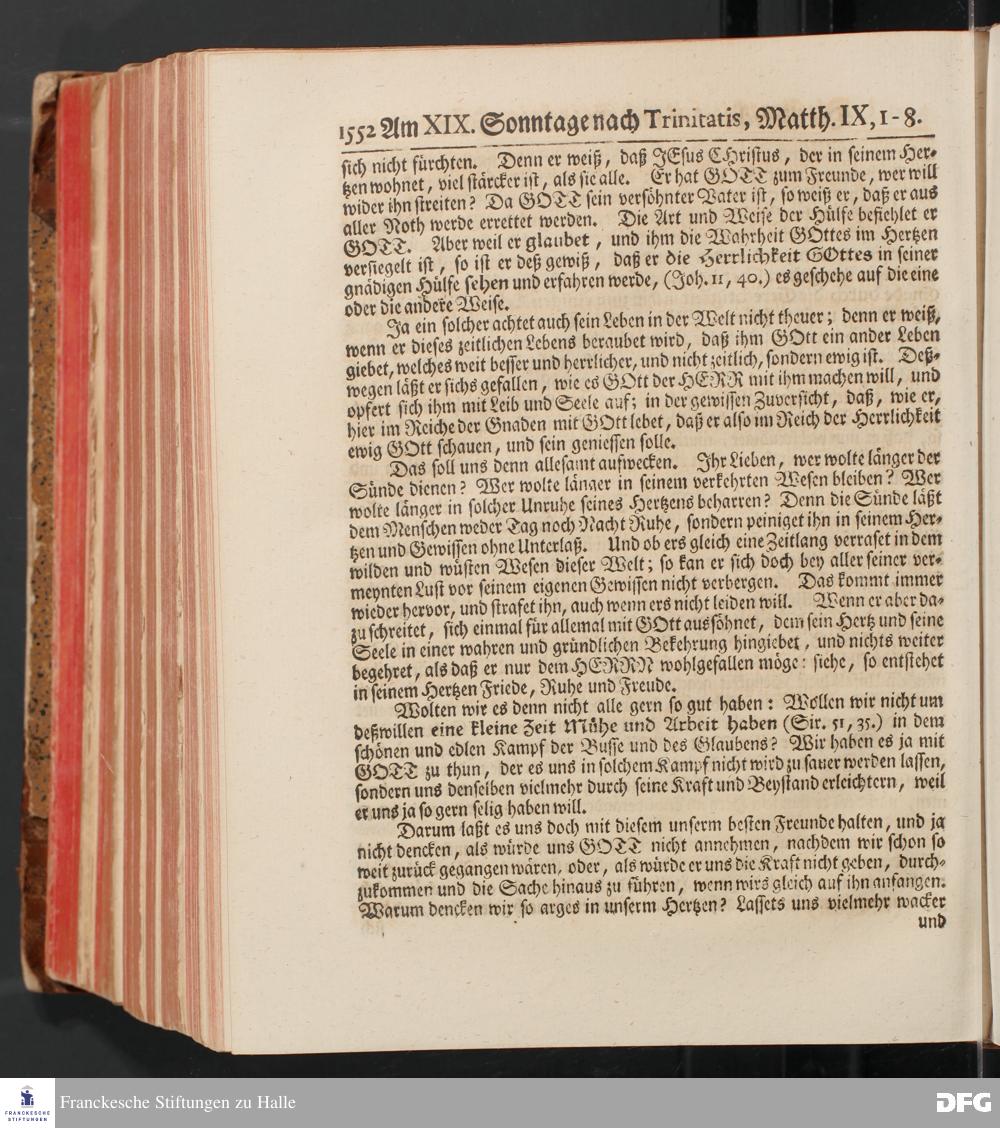 1552 Am XIX. Sonntage nach Trinitatis, Matth. IX, 1-8.
sich nicht fürchten. Denn er weiß, daß JEsus CHristus, der in seinem Her-
tzen wohnet, viel stärcker ist, als sie alle. Er hat GOTT zum Freunde, wer will
wider ihn streiten? Da GOTT sein versöhnter Vater ist, so weiß er, daß er aus
aller Noth werde errettet werden. Die Art und Weise der Hülfe befiehlet er
GOTT. Aber weil er glaubet, und ihm die Wahrheit GOttes im Hertzen
versiegelt ist, so ist er deß gewiß, daß er die Herrlichkeit GOttes in seiner
gnädigen Hülfe sehen und erfahren werde, (Joh. 11, 40.) es geschehe auf die eine
oder die andere Weise.
Ja ein solcher achtet auch sein Leben in der Welt nicht theuer; denn er weiß,
wenn er dieses zeitlichen Lebens beraubet wird, daß ihm GOtt ein ander Leben
giebet, welches weit besser und herrlicher, und nicht zeitlich, sondern ewig ist. Deß-
wegen läßt er sichs gefallen, wie es GOtt der HERR mit ihm machen will, und
opfert sich ihm mit Leib und Seele auf; in der gewissen Zuversicht, daß, wie er,
hier im Reiche der Gnaden mit GOtt lebet, daß er also im Reich der Herrlichkeit
ewig GOtt schauen, und sein geniessen solle.
Das soll uns denn allesamt aufwecken. Ihr Lieben, wer wolte länger der
Sünde dienen? Wer wolte länger in seinem verkehrten Wesen bleiben? Wer
wolte länger in solcher Unruhe seines Hertzens beharren? Denn die Sünde läßt
dem Menschen weder Tag noch Nacht Ruhe, sondern peiniget ihn in seinem Her-
tzen und Gewissen ohne Unterlaß. Und ob ers gleich eine Zeitlang verraset in dem
wilden und wüsten Wesen dieser Welt; so kan er sich doch bey aller seiner ver-
meynten Lust vor seinem eigenen Gewissen nicht verbergen. Das kommt immer
wieder hervor, und strafet ihn, auch wenn ers nicht leiden will. Wenn er aber da-
zu schreitet, sich einmal für allemal mit GOtt aussöhnet, dem sein Hertz und seine
Seele in einer wahren und gründlichen Bekehrung hingiebet, und nichts weiter
begehret, als daß er nur dem HERRN wohlgefallen möge: siehe, so entstehet
in seinem Hertzen Friede, Ruhe und Freude.
Wolten wir es denn nicht alle gern so gut haben: Wollen wir nicht um
deßwillen eine kleine Zeit Mühe und Arbeit haben (Sir. 51, 35.) in dem
schönen und edlen Kampf der Busse und des Glaubens? Wir haben es ja mit
GOTT zu thun, der es uns in solchem Kampf nicht wird zu sauer werden lassen,
sondern uns denselben vielmehr durch seine Kraft und Beystand erleichtern, weil
er uns ja so gern selig haben will.
Darum laßt es uns doch mit diesem unserm besten Freunde halten, und ja
nicht dencken, als würde uns GOTT nicht annehmen, nachdem wir schon so
weit zurück gegangen wären, oder, als würde er uns die Kraft nicht geben, durch-
zukommen und die Sache hinaus zu führen, wenn wirs gleich auf ihn anfangen.
Warum dencken wir so arges in unserm Hertzen? Lassets uns vielmehr wacker
und
FRANCKESCHE
STIFTUNGEN
Franckesche Stiftungen zu Halle
DFG